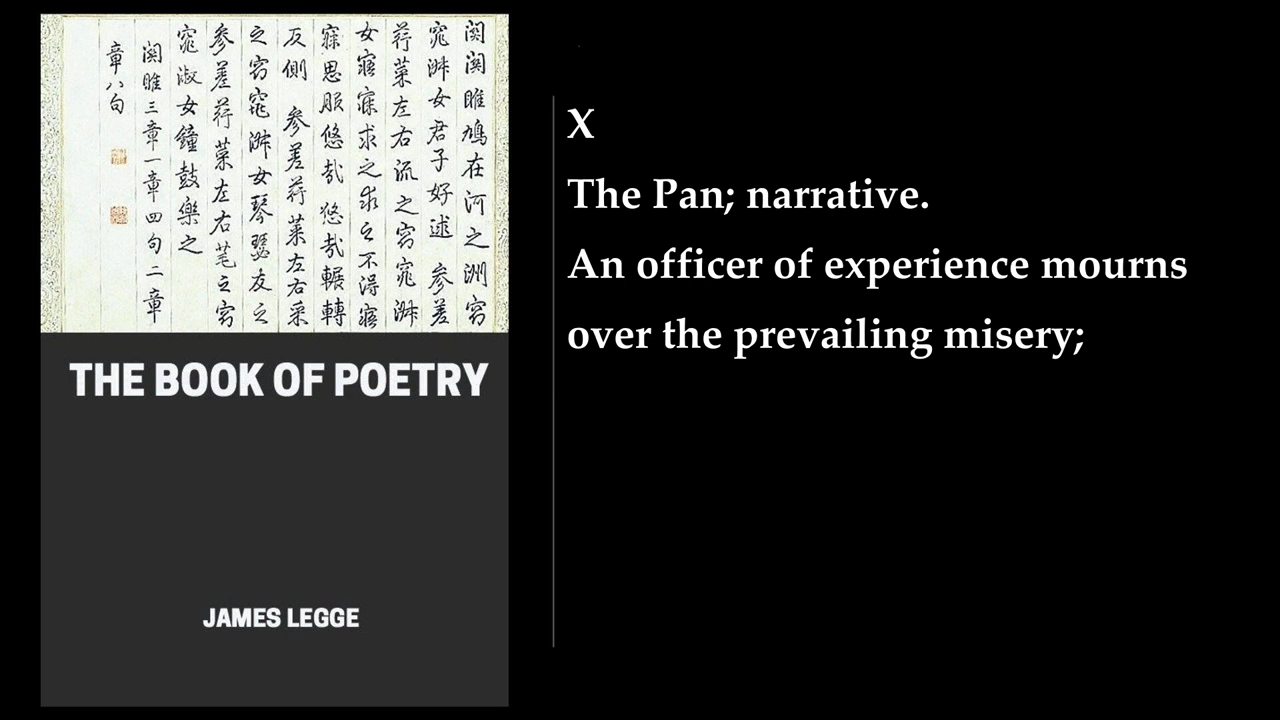 関関雎鳩在河之洲窈
窕淑女君子好逑 參差
荇菜左右流之窈窕淑
女寤寐求之求之不得寤
寐思服悠哉悠哉輾轉
反側 參差荇菜左右采
之窈窕淑女琴瑟友之
參差荇菜左右芼之窈
窕淑女鐘鼓樂之
関雎三章一章四句二章
章八句
THE BOOK OF POETRY
JAMES LEGGE
X
The Pan; narrative.
An officer of experience mourns
over the prevailing misery;